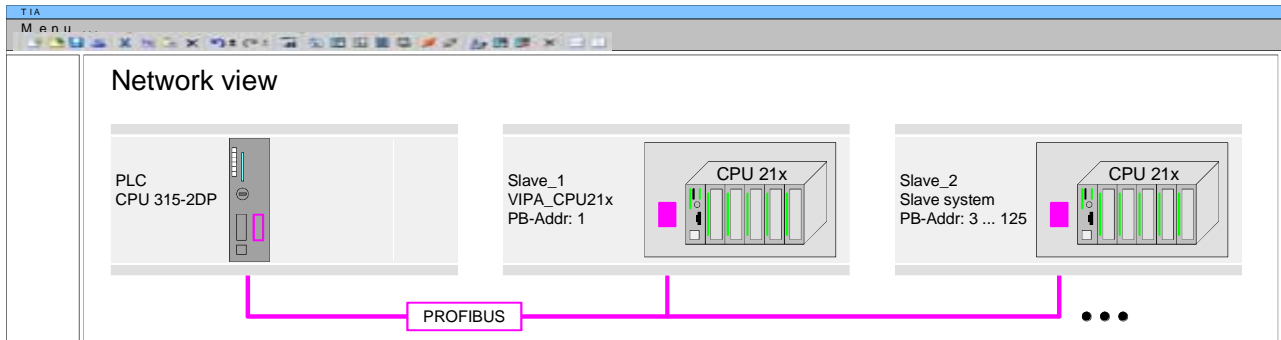 TIA
Menu ...
Network view
PLC
CPU 315-2DP
Slave_1
VIPA_CPU21x
PB-Addr: 1
CPU 21x
Slave_2
Slave system
PB-Addr: 3 ... 125
CPU 21x
PROFIBUS